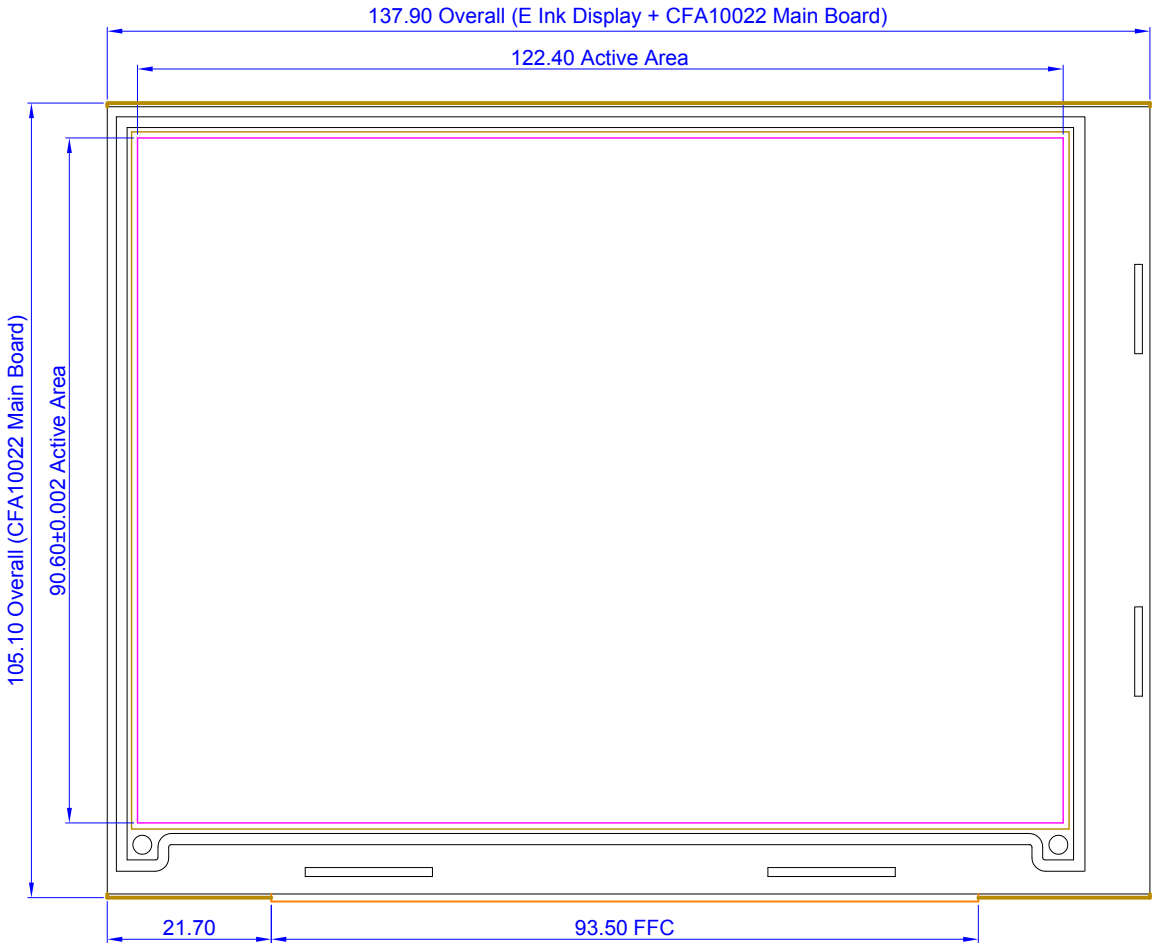 137.90 Overall (E Ink Display + CFA10022 Main Board)
122.40 Active Area
105.10 Overall (CFA10022 Main Board)
90.60±0.002 Active Area
21.70
93.50 FFC